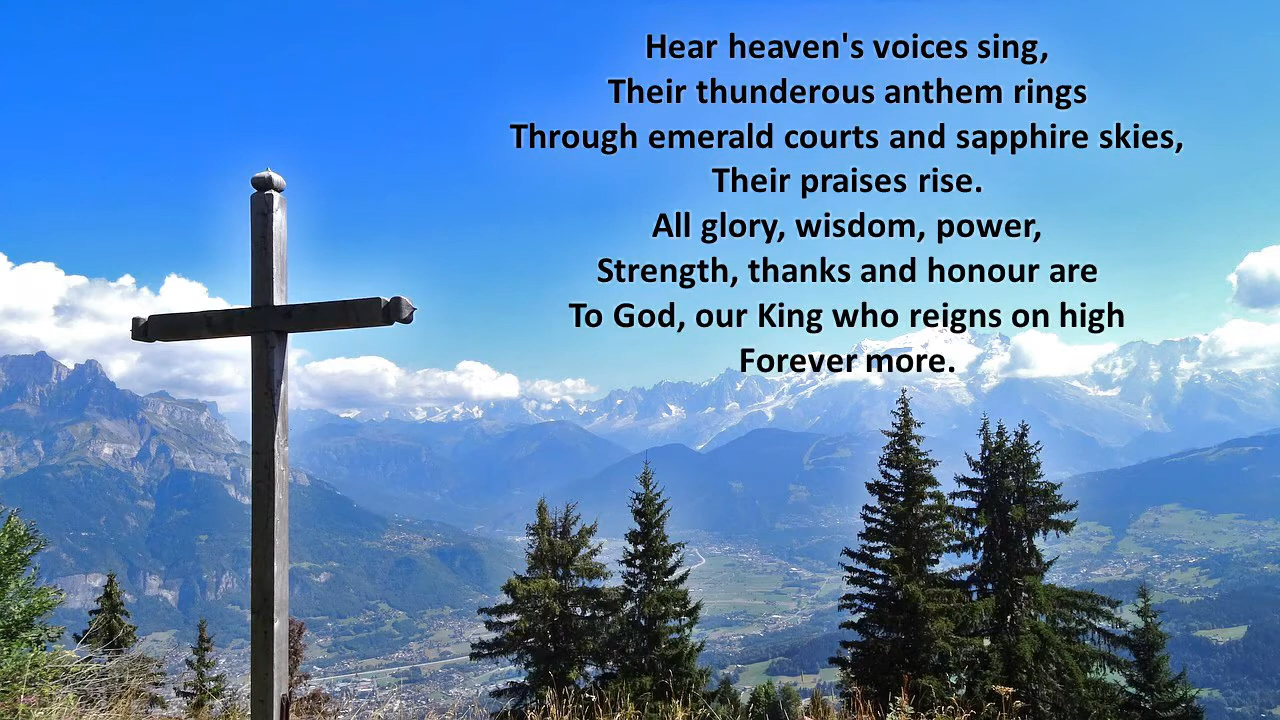 Hear heaven's voices sing,
Their thunderous anthem rings
Through emerald courts and sapphire skies,
Their praises rise.
All glory, wisdom, power,
Strength, thanks and honour are
To God, our King who reigns on high
Forever more.